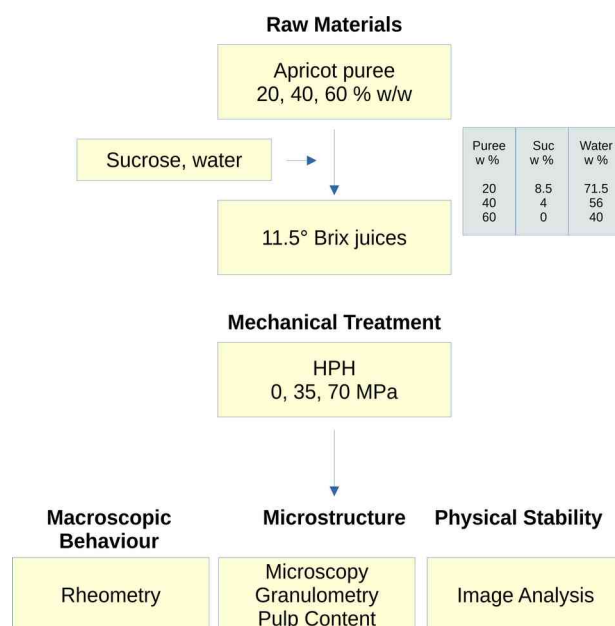 Raw Materials
Apricot puree
20, 40, 60 % w/w
Sucrose, water
Puree Suc Water
w % w % w %
20 8.5 71.5
40 4 56
60 0 40
11.5° Brix juices
Mechanical Treatment
HPH
0, 35, 70 MPa
Macroscopic
Behaviour
Microstructure
Physical Stability
Rheometry
Microscopy
Granulometry
Pulp Content
Image Analysis